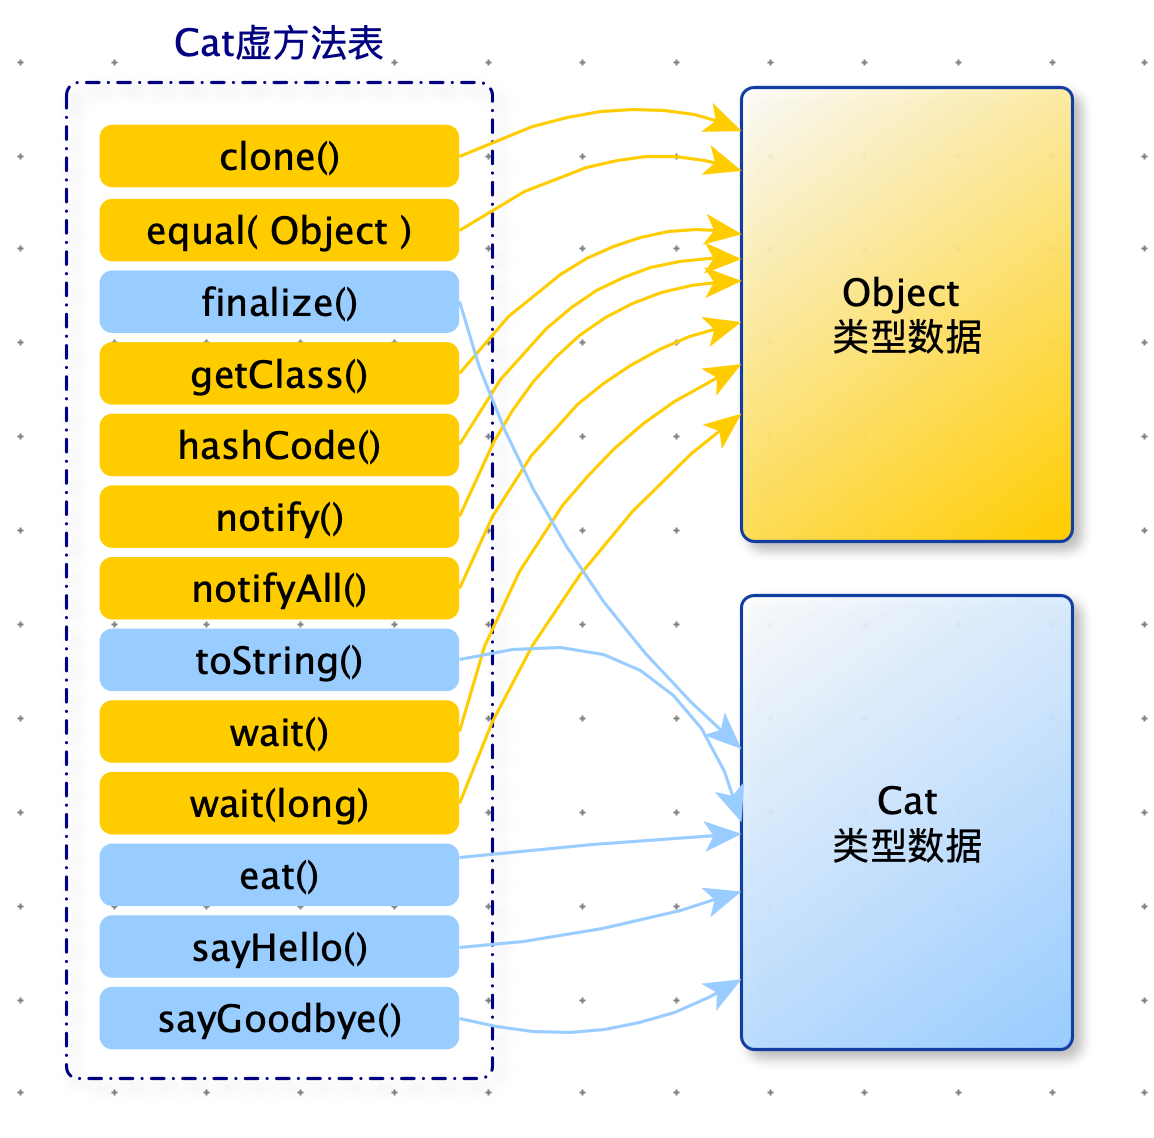 Cat虚方法表
clone()
equal( Object )
finalize()
getClass()
hashCode()
notify()
notifyAll()
toString()
wait()
wait(long)
eat()
sayHello()
sayGoodbye()
Object
类型数据
Cat
类型数据